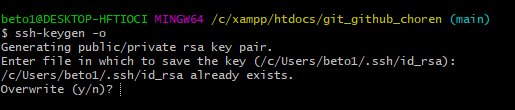 beto1@DESKTOP-HFTIOCI MINGW64 /c/xampp/htdocs/git_github_choren (main)
$ ssh-keygen -o
Generating public/private rsa key pair.
Enter file in which to save the key (/c/Users/beto1/.ssh/id_rsa):
/c/Users/beto1/.ssh/id_rsa already exists.
Overwrite (y/n)?